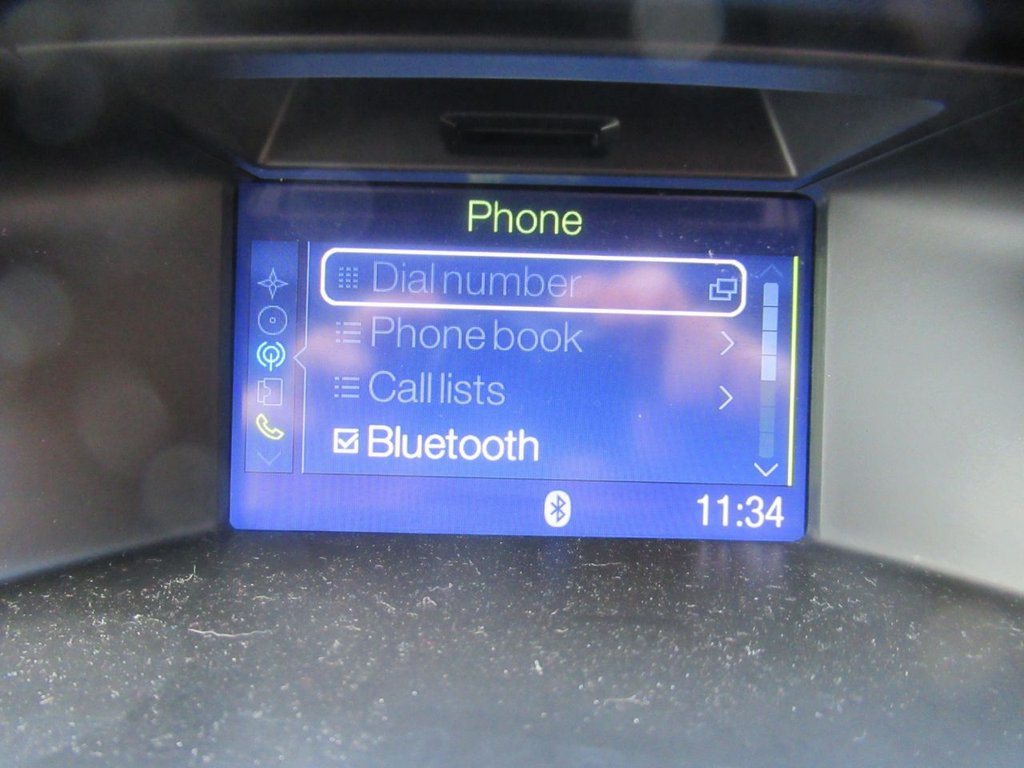 Phone
Dial number
Phone book
Call lists
Bluetooth
11:34